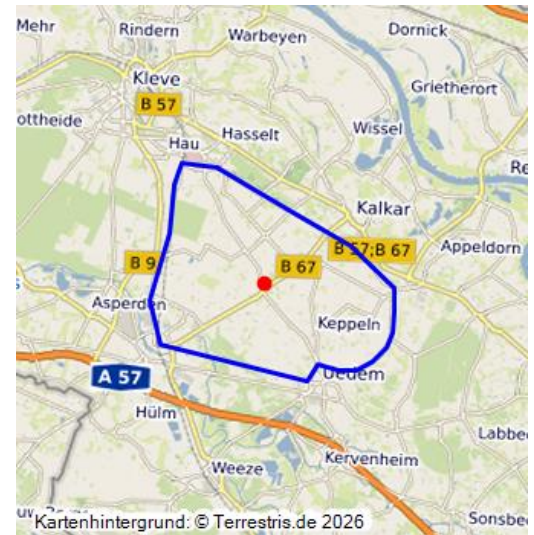 Mehr
Rindern
Dornick
Warbeyen
Kleve
Grietherort
B 57
ottheide
Hasselt
Wissel
Hau
Re
Kalkar
B 57;B 67
Appeldorn
B 9
B 67
Asperden
Keppeln
A 57
Uedem
Hülm
Labbe
Kervenheim
Weeze
Sonsbe
Kartenhintergrund: © Terrestris.de 2026